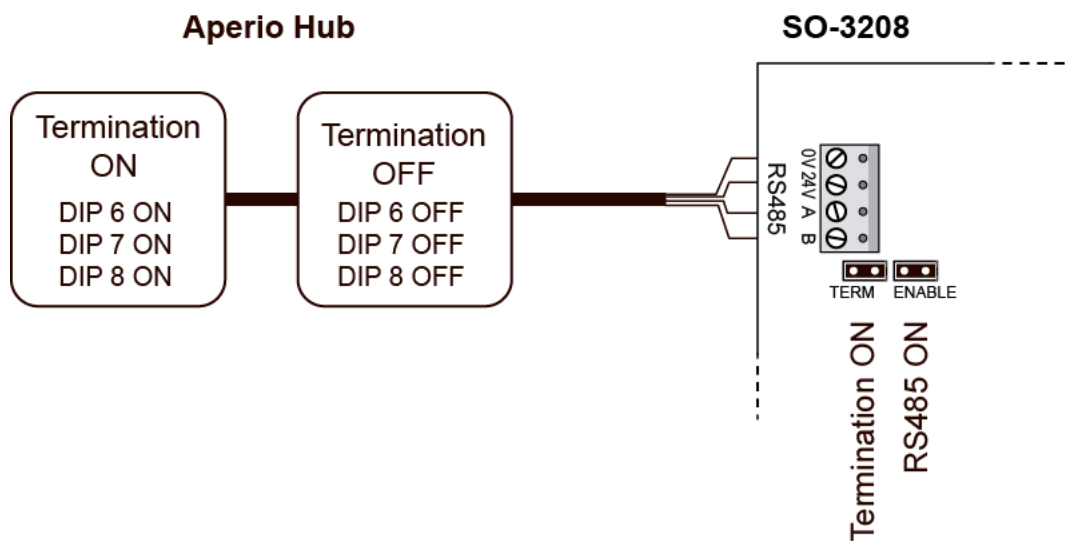 Aperio Hub
SO-3208
Termination
ON
DIP 6 ON
DIP 7 ON
DIP 8 ON
Termination
OFF
DIP 6 OFF
DIP 7 OFF
DIP 8 OFF
RS485
0V 24V A B
TERM
ENABLE
Termination ON
RS485 ON